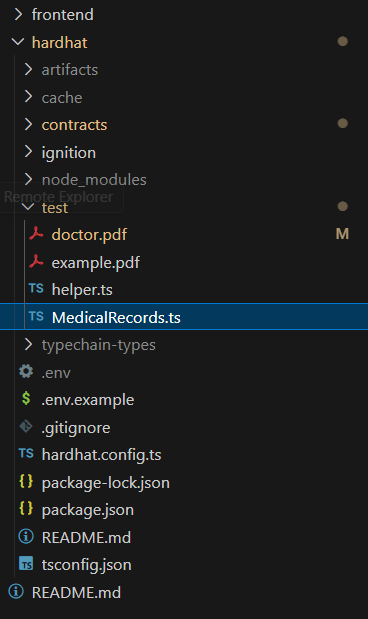 frontend
hardhat
artifacts
cache
contracts
ignition
node_modules
Remote Explorer
test
doctor.pdf M
example.pdf
TS helper.ts
TS MedicalRecords.ts
typechain-types
.env
$ .env.example
.gitignore
TS hardhat.config.ts
{} package-lock.json
{} package.json
README.md
TS tsconfig.json
README.md